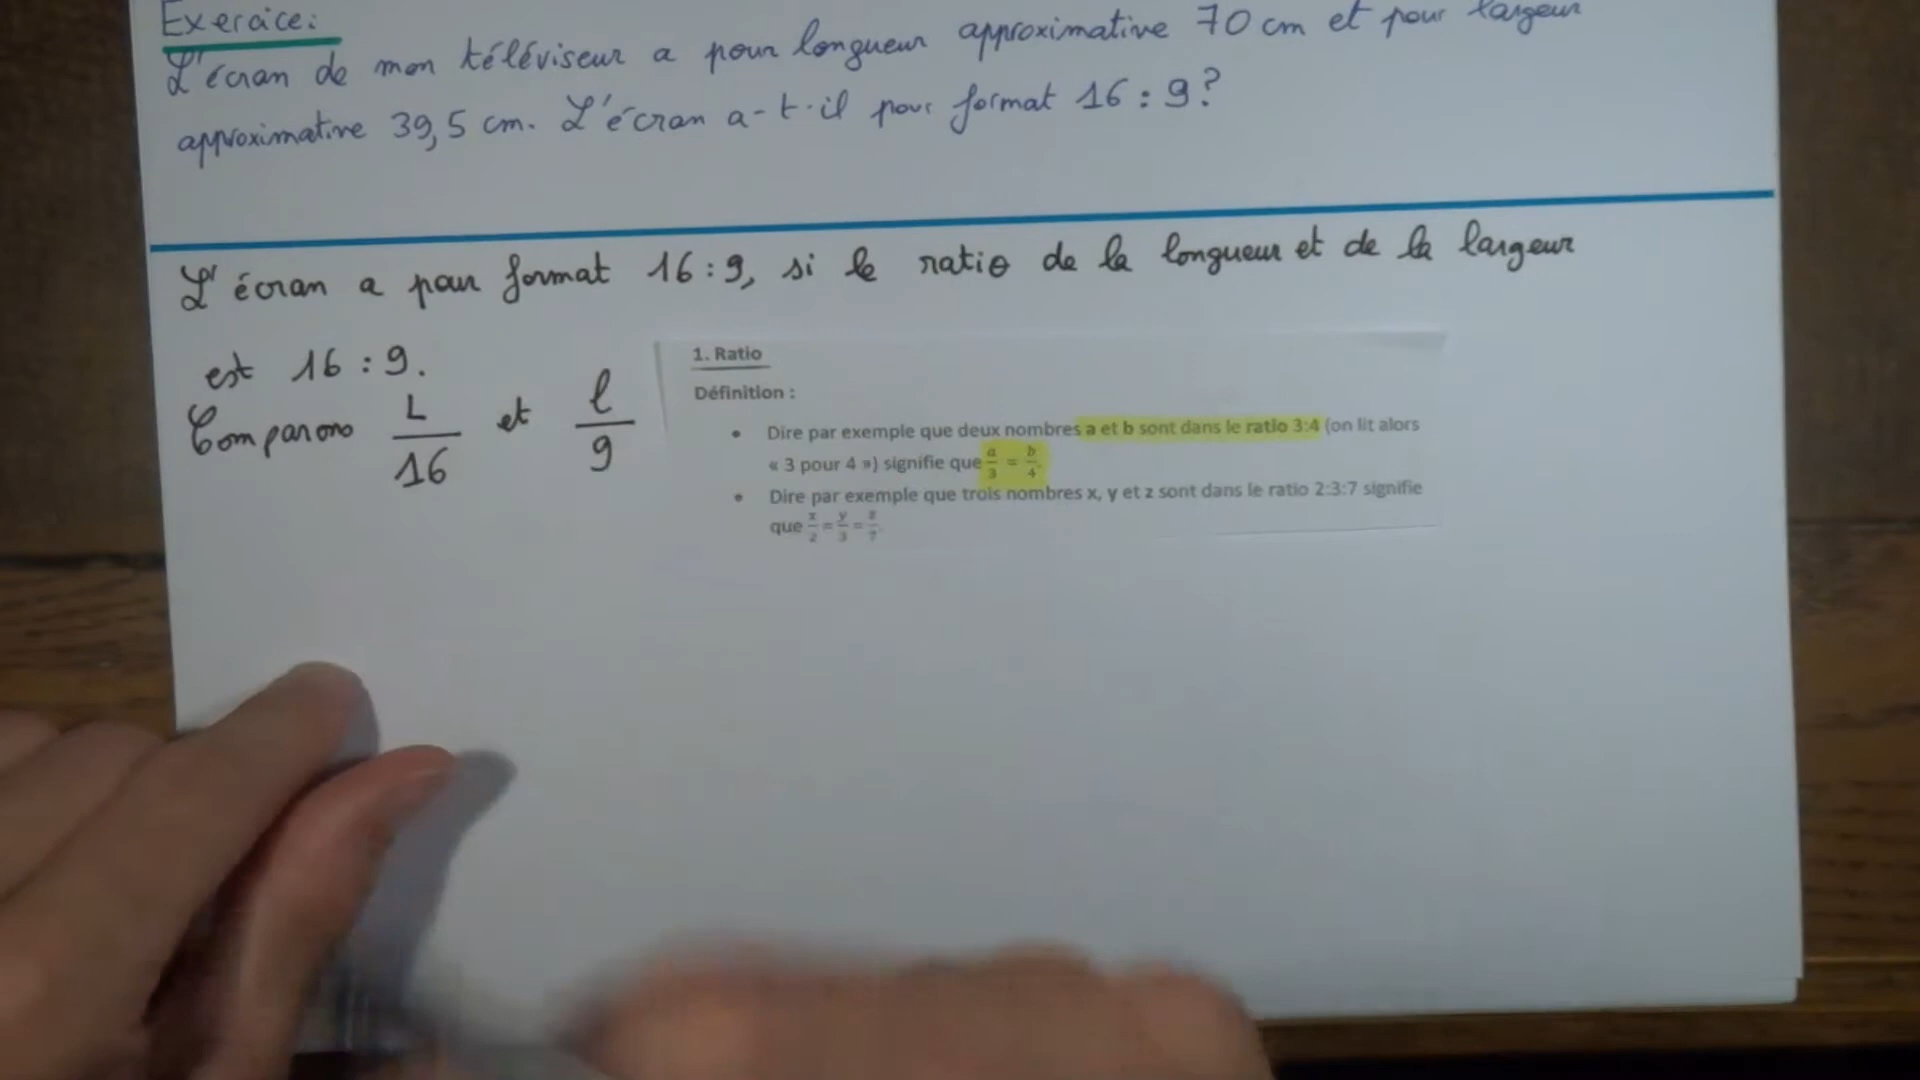 Exercice:
L'écran de mon téléviseur a pour longueur approximative 70 cm et pour largeur
approximative 39,5 cm. L'écran a-t-il pour format 16 : 9?
L'écran a pour format 16 : 9, si le ratio de la longueur et de la largeur
est 16 : 9.
Comparons L/16 et l/9
1. Ratio
Définition :
• Dire par exemple que deux nombres a et b sont dans le ratio 3:4 (on lit alors
« 3 pour 4 ») signifie que a/3 = b/4.
• Dire par exemple que trois nombres x, y et z sont dans le ratio 2:3:7 signifie
que x/2 = y/3 = z/7.